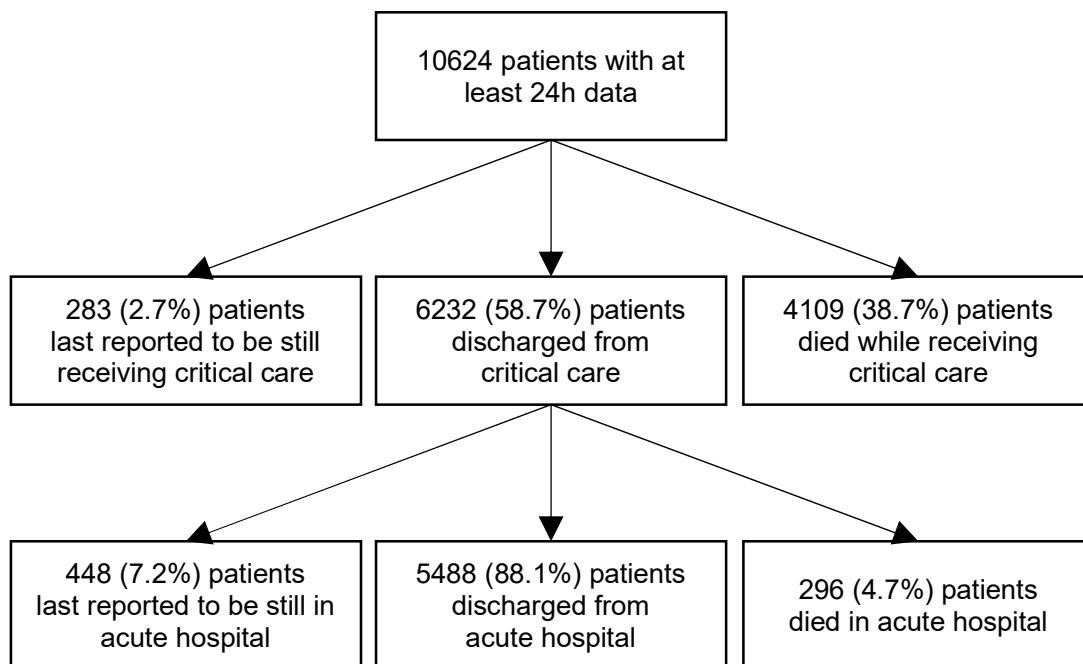 10624 patients with at
least 24h data
283 (2.7%) patients
last reported to be still
receiving critical care
6232 (58.7%) patients
discharged from
critical care
4109 (38.7%) patients
died while receiving
critical care
448 (7.2%) patients
last reported to be still in
acute hospital
5488 (88.1%) patients
discharged from
acute hospital
296 (4.7%) patients
died in acute hospital